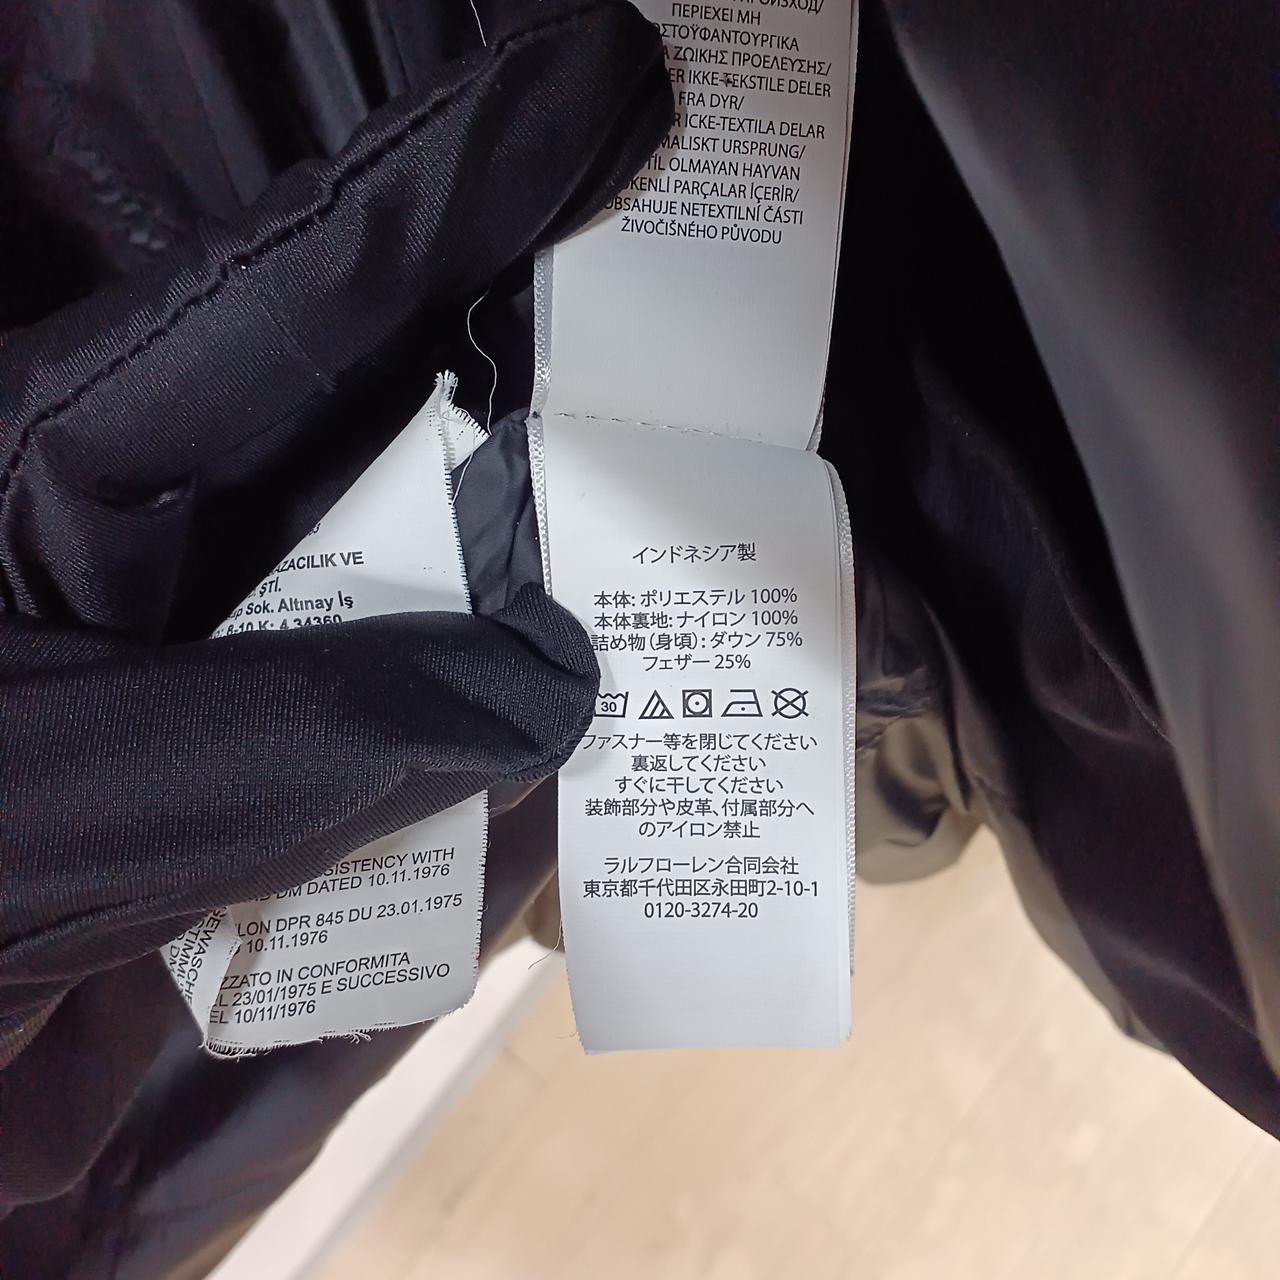 ПЕРІЕХЕІ МН
ΖΩΙΚΗΣ ΠΡΟΕΛΕΥΣΗΣ/
IKKE-TEKSTILE DELER
FRA DYR/
ICKE-TEXTILA DELAR
URSPRUNG/
OLMAYAN HAYVAN
PARÇALAR İÇERİR/
OBSAHUJE NETEXTILNÍ ČÁSTI
ŽIVOČIŠNÉHO PŮVODU
インドネシア製
本体: ポリエステル 100%
本体裏地: ナイロン 100%
詰め物 (身頃) : ダウン 75%
フェザー 25%
30
ファスナー等を閉じてください
裏返してください
すぐに干してください
装飾部分や皮革、付属部分へ
のアイロン禁止
ラルフローレン合同会社
東京都千代田区永田町2-10-1
0120-3274-20
VE
ŞTİ.
Sok. Altınay İş
8-10 K: 4 34360
WITH
DM DATED 10.11.1976
DPR 845 DU 23.01.1975
10.11.1976
IN CONFORMITA
23/01/1975 E SUCCESSIVO
10/11/1976